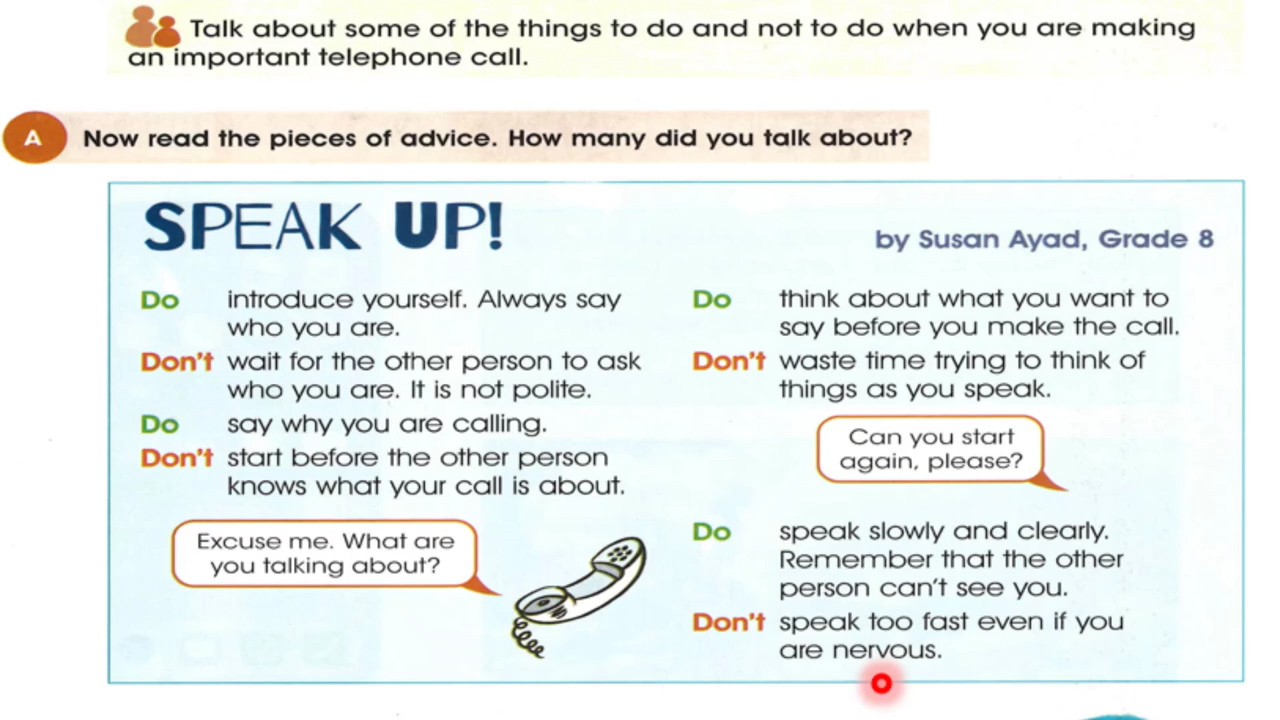 Talk about some of the things to do and not to do when you are making
an important telephone call.
A
Now read the pieces of advice. How many did you talk about?
SPEAK UP!
by Susan Ayad, Grade 8
Do introduce yourself. Always say
who you are.
Don't wait for the other person to ask
who you are. It is not polite.
Do say why you are calling.
Don't start before the other person
knows what your call is about.
Excuse me. What are
you talking about?
Do think about what you want to
say before you make the call.
Don't waste time trying to think of
things as you speak.
Can you start
again, please?
Do speak slowly and clearly.
Remember that the other
person can't see you.
Don't speak too fast even if you
are nervous.